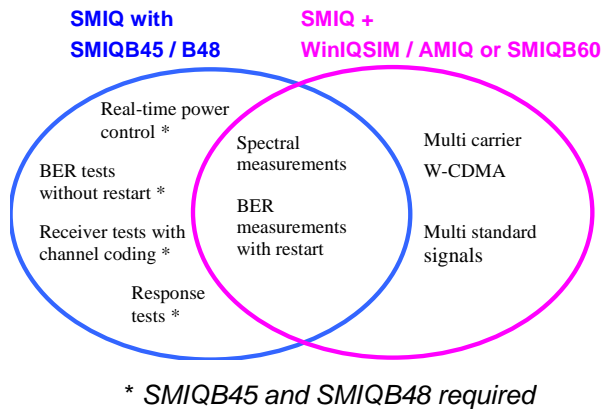 SMIQ with
SMIQB45 / B48
SMIQ +
WinIQSIM / AMIQ or SMIQB60
Real-time power
control *
BER tests
without restart *
Receiver tests with
channel coding *
Response
tests *
Spectral
measurements
BER
measurements
with restart
Multi carrier
W-CDMA
Multi standard
signals
* SMIQB45 and SMIQB48 required